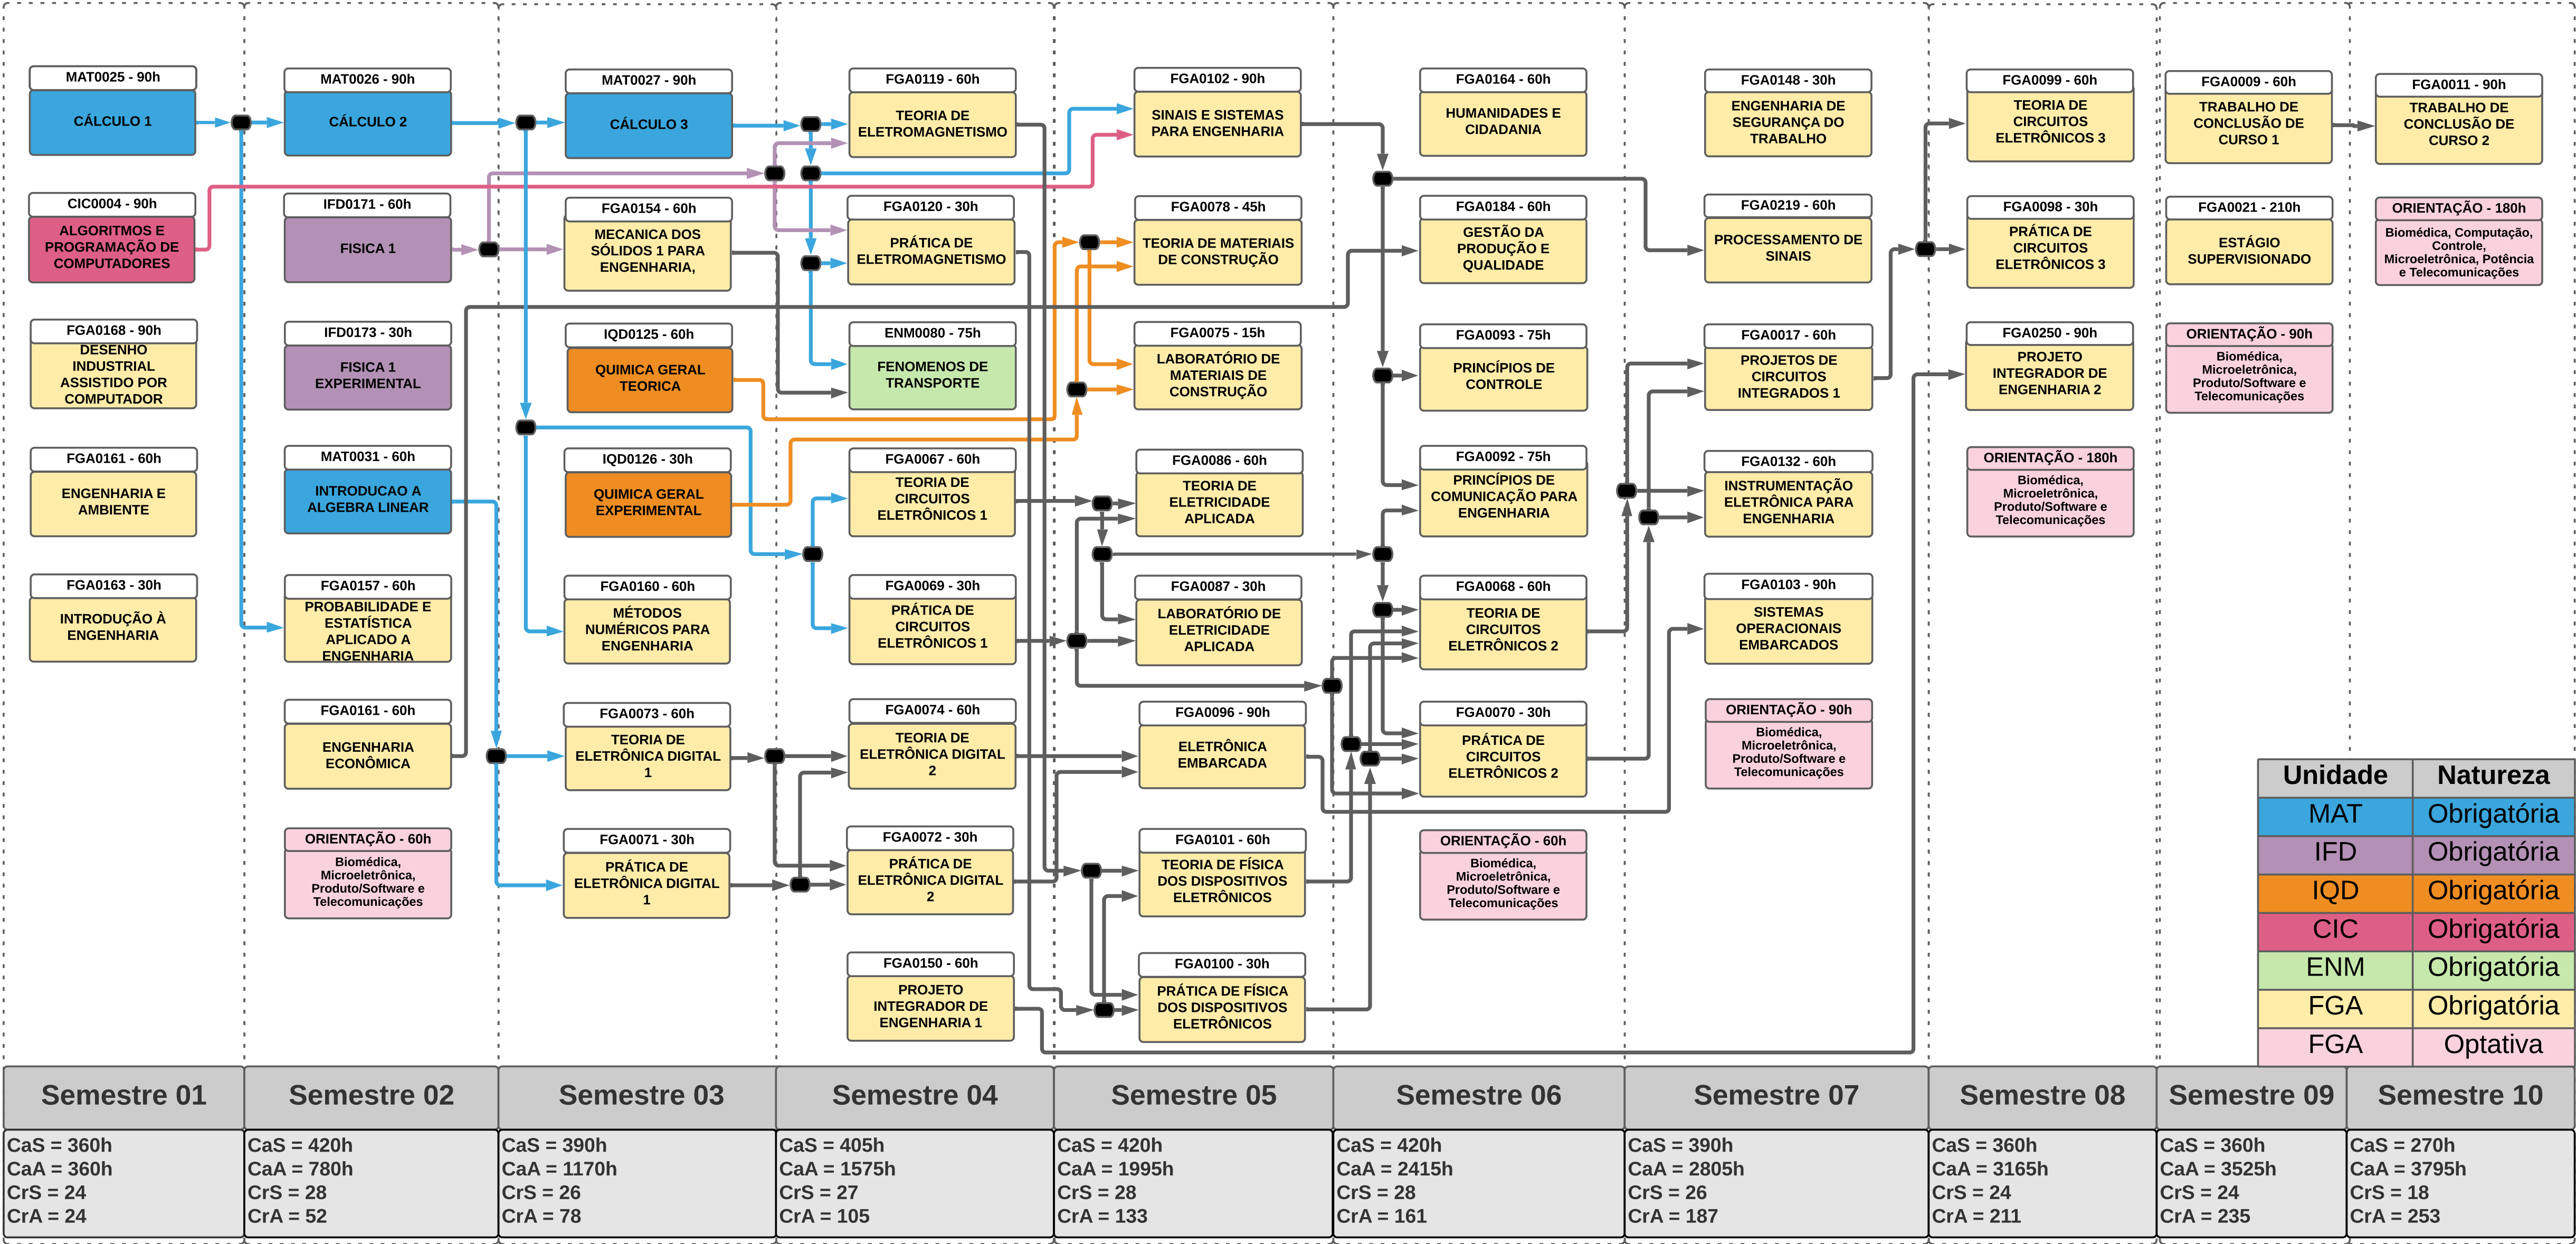 MAT0025 - 90h
CÁLCULO 1
CIC0004 - 90h
ALGORITMOS E
PROGRAMAÇÃO DE
COMPUTADORES
FGA0168 - 90h
DESENHO
INDUSTRIAL
ASSISTIDO POR
COMPUTADOR
FGA0161 - 60h
ENGENHARIA E
AMBIENTE
FGA0163 - 30h
INTRODUÇÃO À
ENGENHARIA
MAT0026 - 90h
CÁLCULO 2
IFD0171 - 60h
FISICA 1
IFD0173 - 30h
FISICA 1
EXPERIMENTAL
MAT0031 - 60h
INTRODUCAO A
ALGEBRA LINEAR
FGA0157 - 60h
PROBABILIDADE E
ESTATÍSTICA
APLICADO A
ENGENHARIA
FGA0161 - 60h
ENGENHARIA
ECONÔMICA
ORIENTAÇÃO - 60h
Biomédica,
Microeletrônica,
Produto/Software e
Telecomunicações
MAT0027 - 90h
CÁLCULO 3
FGA0154 - 60h
MECANICA DOS
SÓLIDOS 1 PARA
ENGENHARIA,
IQD0125 - 60h
QUIMICA GERAL
TEORICA
IQD0126 - 30h
QUIMICA GERAL
EXPERIMENTAL
FGA0160 - 60h
MÉTODOS
NUMÉRICOS PARA
ENGENHARIA
FGA0073 - 60h
TEORIA DE
ELETRÔNICA DIGITAL
1
FGA0071 - 30h
PRÁTICA DE
ELETRÔNICA DIGITAL
1
FGA0119 - 60h
TEORIA DE
ELETROMAGNETISMO
FGA0120 - 30h
PRÁTICA DE
ELETROMAGNETISMO
ENM0080 - 75h
FENOMENOS DE
TRANSPORTE
FGA0067 - 60h
TEORIA DE
CIRCUITOS
ELETRÔNICOS 1
FGA0069 - 30h
PRÁTICA DE
CIRCUITOS
ELETRÔNICOS 1
FGA0074 - 60h
TEORIA DE
ELETRÔNICA DIGITAL
2
FGA0072 - 30h
PRÁTICA DE
ELETRÔNICA DIGITAL
2
FGA0150 - 60h
PROJETO
INTEGRADOR DE
ENGENHARIA 1
FGA0102 - 90h
SINAIS E SISTEMAS
PARA ENGENHARIA
FGA0078 - 45h
TEORIA DE MATERIAIS
DE CONSTRUÇÃO
FGA0075 - 15h
LABORATÓRIO DE
MATERIAIS DE
CONSTRUÇÃO
FGA0086 - 60h
TEORIA DE
ELETRICIDADE
APLICADA
FGA0087 - 30h
LABORATÓRIO DE
ELETRICIDADE
APLICADA
FGA0096 - 90h
ELETRÔNICA
EMBARCADA
FGA0101 - 60h
TEORIA DE FÍSICA
DOS DISPOSITIVOS
ELETRÔNICOS
FGA0100 - 30h
PRÁTICA DE FÍSICA
DOS DISPOSITIVOS
ELETRÔNICOS
FGA0164 - 60h
HUMANIDADES E
CIDADANIA
FGA0184 - 60h
GESTÃO DA
PRODUÇÃO E
QUALIDADE
FGA0093 - 75h
PRINCÍPIOS DE
CONTROLE
FGA0092 - 75h
PRINCÍPIOS DE
COMUNICAÇÃO PARA
ENGENHARIA
FGA0068 - 60h
TEORIA DE
CIRCUITOS
ELETRÔNICOS 2
FGA0070 - 30h
PRÁTICA DE
CIRCUITOS
ELETRÔNICOS 2
ORIENTAÇÃO - 60h
Biomédica,
Microeletrônica,
Produto/Software e
Telecomunicações
FGA0148 - 30h
ENGENHARIA DE
SEGURANÇA DO
TRABALHO
FGA0219 - 60h
PROCESSAMENTO DE
SINAIS
FGA0017 - 60h
PROJETOS DE
CIRCUITOS
INTEGRADOS 1
FGA0132 - 60h
INSTRUMENTAÇÃO
ELETRÔNICA PARA
ENGENHARIA
FGA0103 - 90h
SISTEMAS
OPERACIONAIS
EMBARCADOS
ORIENTAÇÃO - 90h
Biomédica,
Microeletrônica,
Produto/Software e
Telecomunicações
FGA0099 - 60h
TEORIA DE
CIRCUITOS
ELETRÔNICOS 3
FGA0098 - 30h
PRÁTICA DE
CIRCUITOS
ELETRÔNICOS 3
FGA0250 - 90h
PROJETO
INTEGRADOR DE
ENGENHARIA 2
ORIENTAÇÃO - 180h
Biomédica,
Microeletrônica,
Produto/Software e
Telecomunicações
FGA0009 - 60h
TRABALHO DE
CONCLUSÃO DE
CURSO 1
FGA0021 - 210h
ESTÁGIO
SUPERVISIONADO
ORIENTAÇÃO - 90h
Biomédica,
Microeletrônica,
Produto/Software e
Telecomunicações
FGA0011 - 90h
TRABALHO DE
CONCLUSÃO DE
CURSO 2
ORIENTAÇÃO - 180h
Biomédica, Computação,
Controle,
Microeletrônica, Potência
e Telecomunicações
Unidade Natureza
MAT Obrigatória
IFD Obrigatória
IQD Obrigatória
CIC Obrigatória
ENM Obrigatória
FGA Obrigatória
FGA Optativa
Semestre 01
CaS = 360h
CaA = 360h
CrS = 24
CrA = 24
Semestre 02
CaS = 420h
CaA = 780h
CrS = 28
CrA = 52
Semestre 03
CaS = 390h
CaA = 1170h
CrS = 26
CrA = 78
Semestre 04
CaS = 405h
CaA = 1575h
CrS = 27
CrA = 105
Semestre 05
CaS = 420h
CaA = 1995h
CrS = 28
CrA = 133
Semestre 06
CaS = 420h
CaA = 2415h
CrS = 28
CrA = 161
Semestre 07
CaS = 390h
CaA = 2805h
CrS = 26
CrA = 187
Semestre 08
CaS = 360h
CaA = 3165h
CrS = 24
CrA = 211
Semestre 09
CaS = 360h
CaA = 3525h
CrS = 24
CrA = 235
Semestre 10
CaS = 270h
CaA = 3795h
CrS = 18
CrA = 253